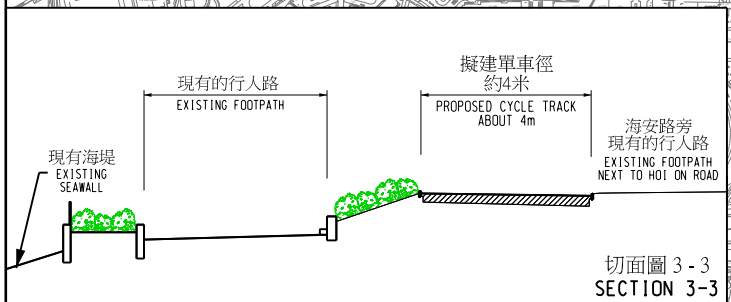 現有的行人路
EXISTING FOOTPATH
擬建單車徑
約4米
PROPOSED CYCLE TRACK
ABOUT 4m
海安路旁
現有的行人路
EXISTING FOOTPATH
NEXT TO HOI ON ROAD
現有海堤
EXISTING
SEAWALL
切面圖 3 - 3
SECTION 3-3